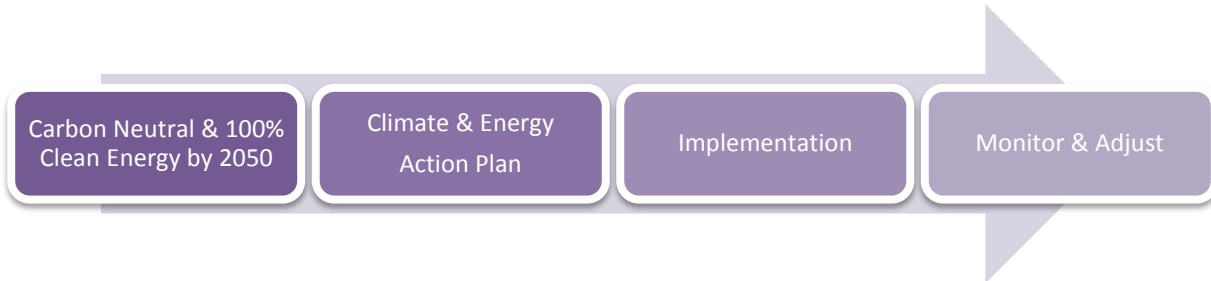 Carbon Neutral & 100%
Clean Energy by 2050
Climate & Energy
Action Plan
Implementation
Monitor & Adjust